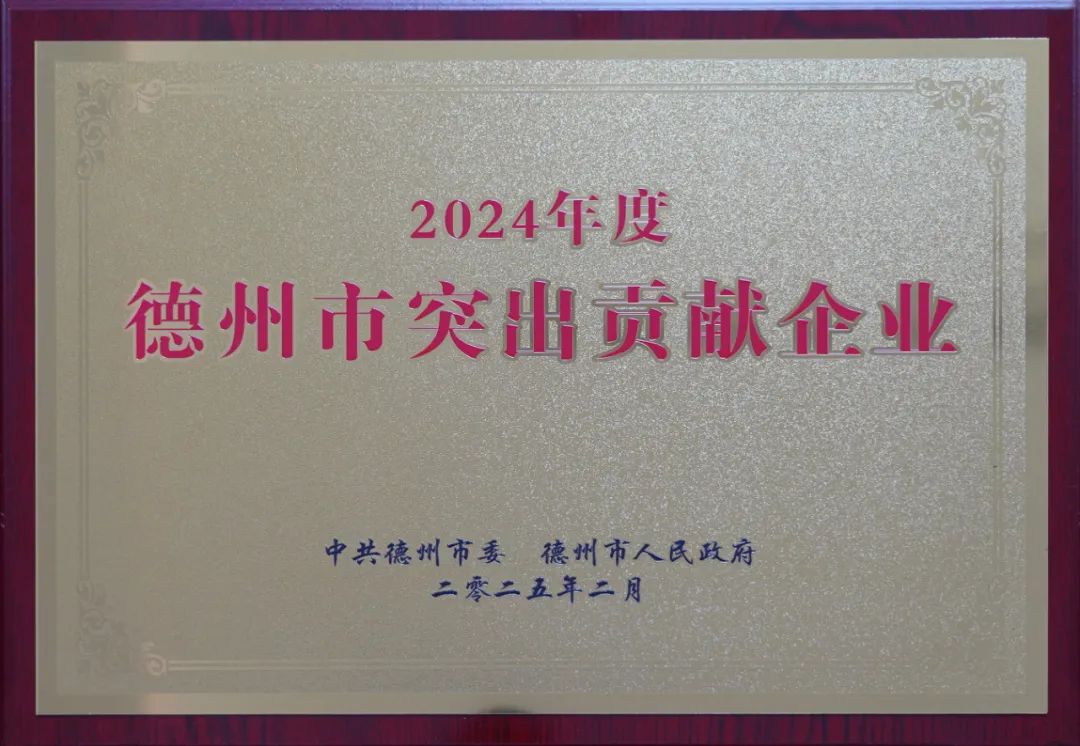 2024年度
德州市突出贡献企业
中共德州市委 德州市人民政府
二零二五年二月